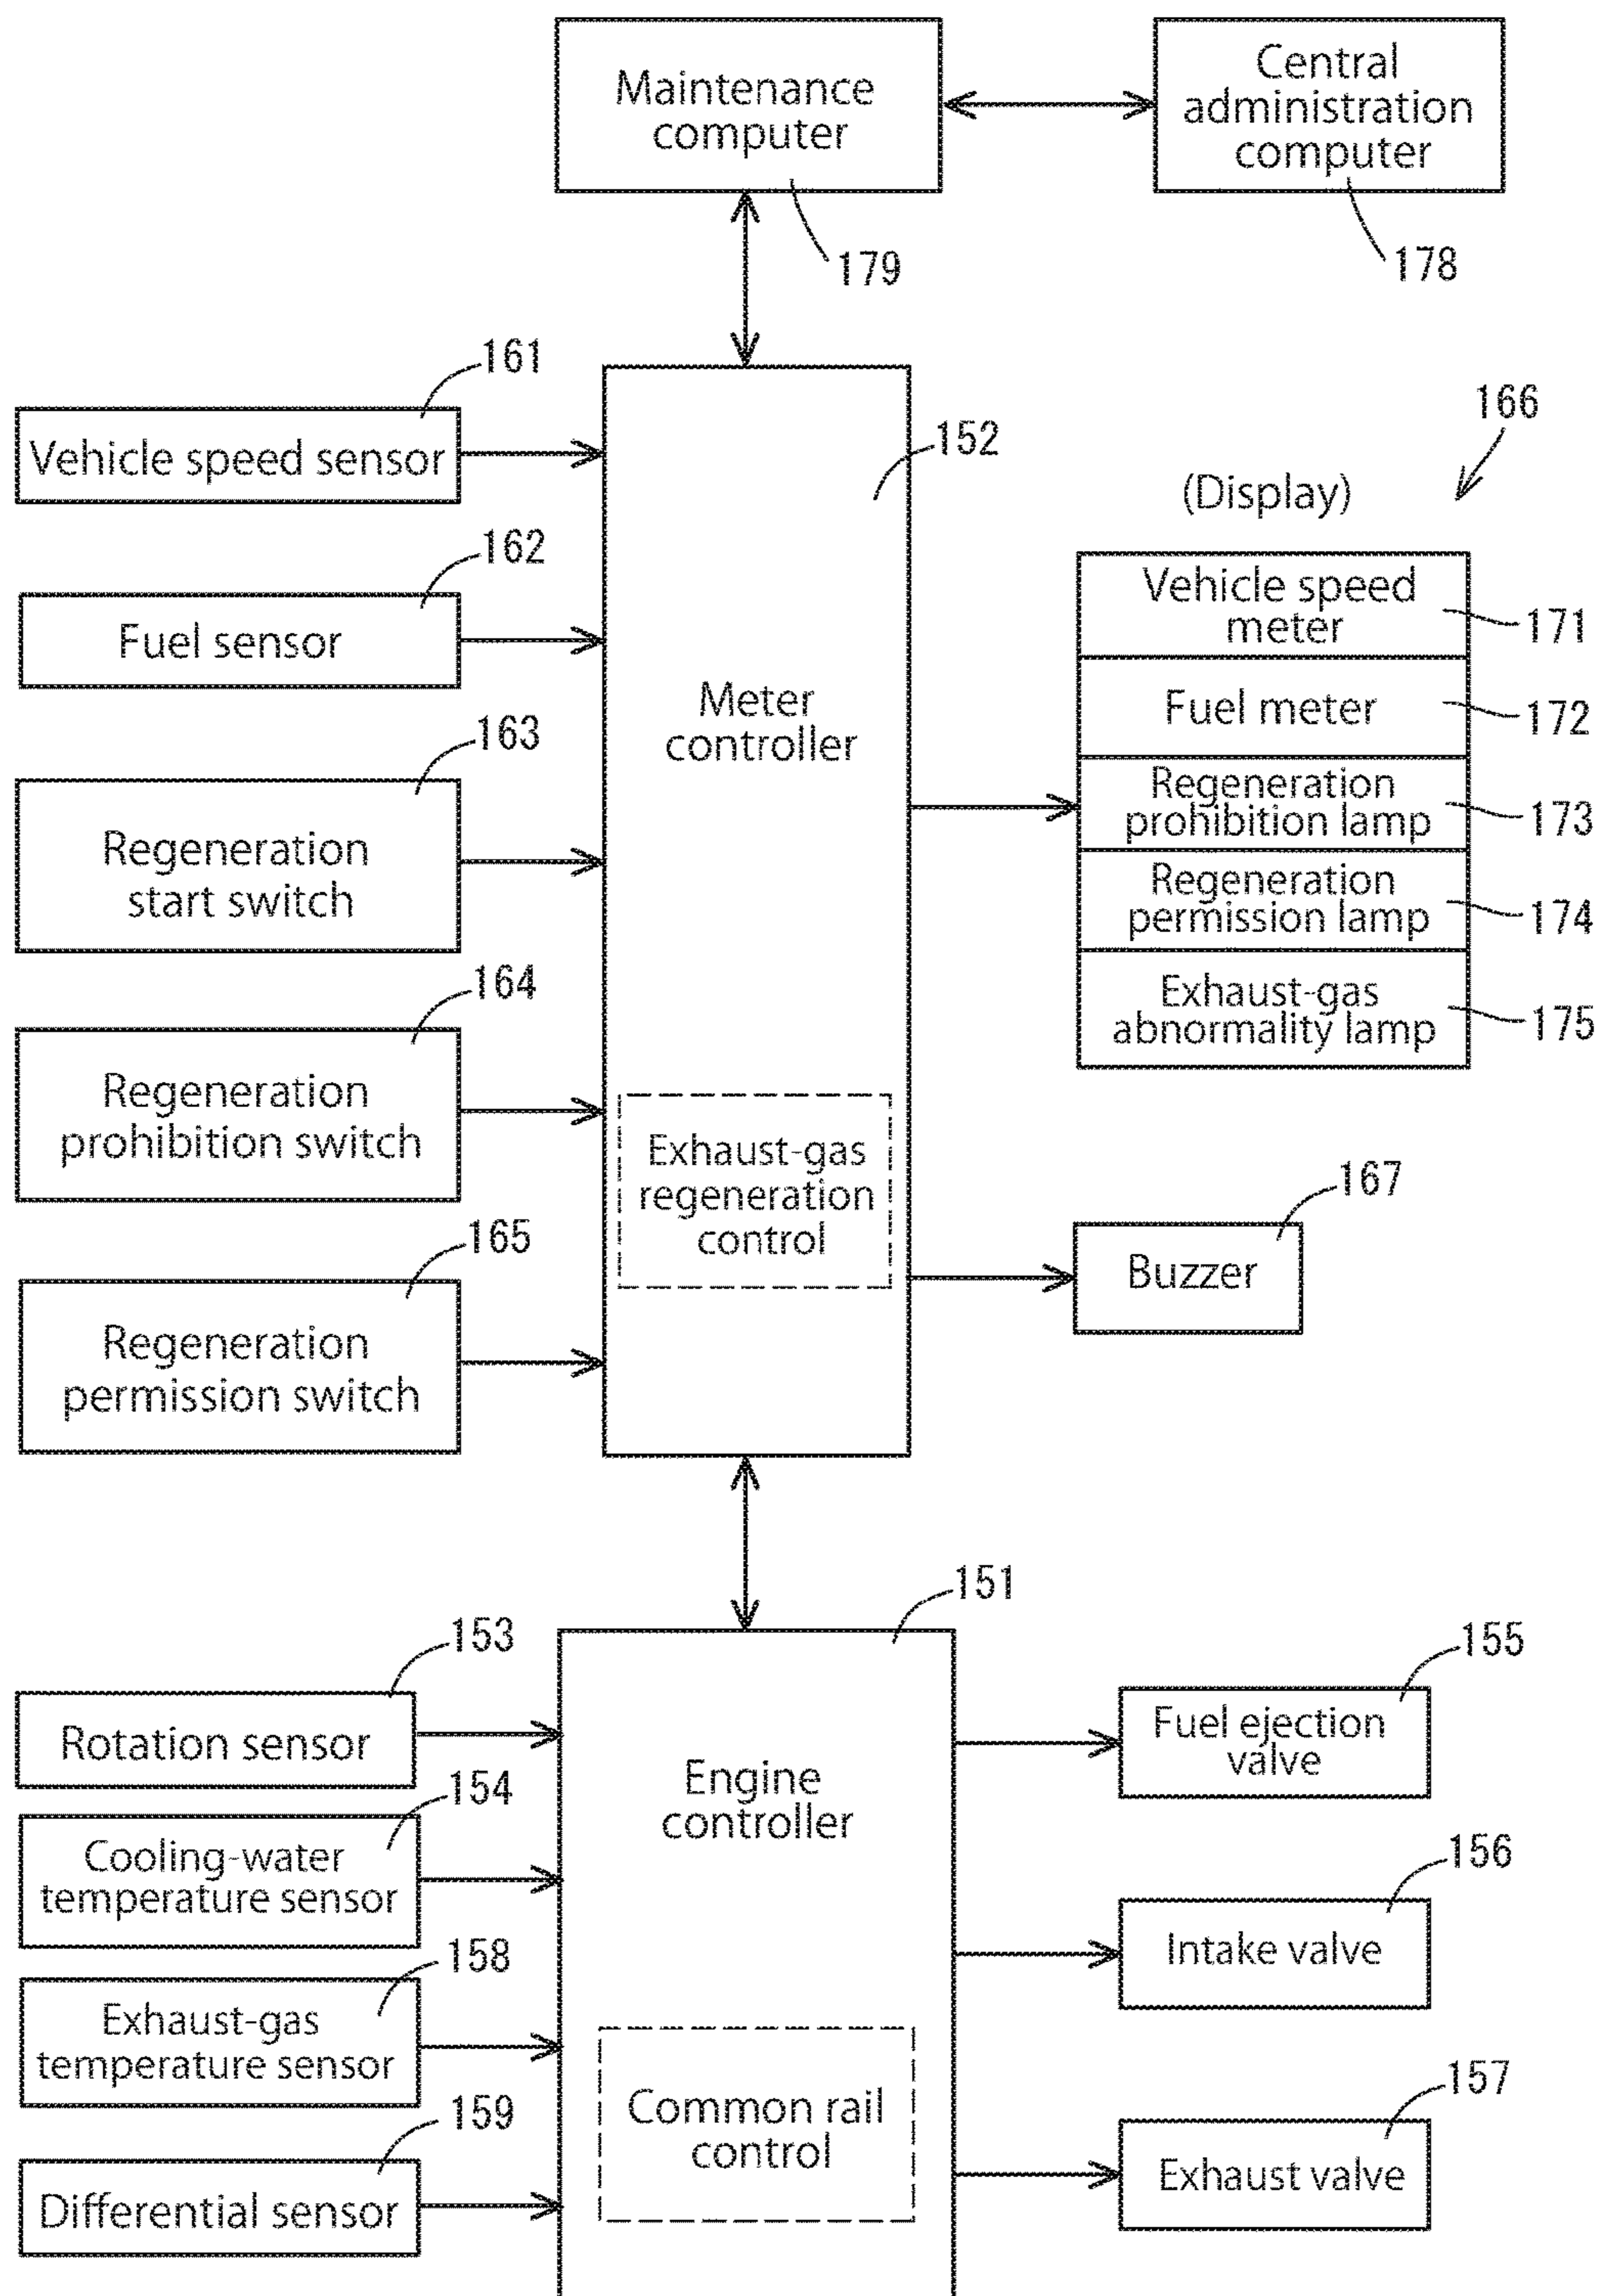 Maintenance
computer
Central
administration
computer
179
178
161
Vehicle speed sensor
162
Fuel sensor
163
Regeneration
start switch
164
Regeneration
prohibition switch
165
Regeneration
permission switch
152
Meter
controller
Exhaust-gas
regeneration
control
166
(Display)
Vehicle speed
meter
171
Fuel meter
172
Regeneration
prohibition lamp
173
Regeneration
permission lamp
174
Exhaust-gas
abnormality lamp
175
167
Buzzer
151
Engine
controller
Common rail
control
153
Rotation sensor
154
Cooling-water
temperature sensor
158
Exhaust-gas
temperature sensor
159
Differential sensor
155
Fuel ejection
valve
156
Intake valve
157
Exhaust valve